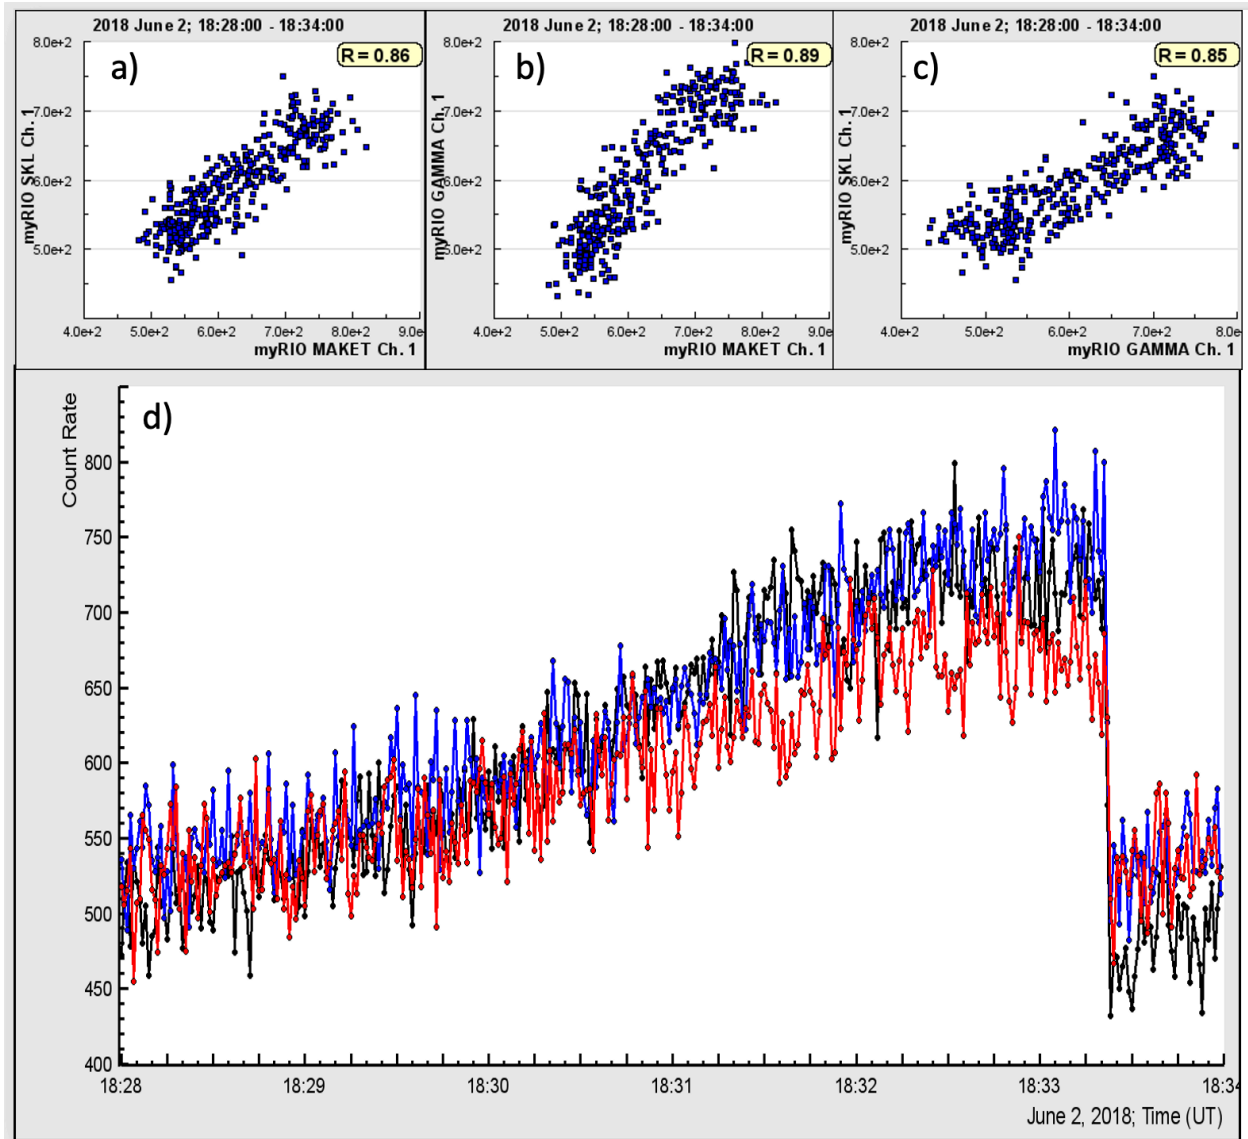 2018 June 2; 18:28:00 - 18:34:00
a)
R = 0.86
8.0e+2
7.0e+2
6.0e+2
5.0e+2
myRIO SKL Ch. 1
4.0e+2 5.0e+2 6.0e+2 7.0e+2 8.0e+2 9.0e
myRIO MAKET Ch. 1
2018 June 2; 18:28:00 - 18:34:00
b)
R = 0.89
8.0e+2
7.0e+2
6.0e+2
5.0e+2
myRIO GAMMA Ch. 1
4.0e+2 5.0e+2 6.0e+2 7.0e+2 8.0e+2 9.0e
myRIO MAKET Ch. 1
2018 June 2; 18:28:00 - 18:34:00
c)
R = 0.85
8.0e+2
7.0e+2
6.0e+2
5.0e+2
myRIO SKL Ch. 1
4.0e+2 5.0e+2 6.0e+2 7.0e+2 8.0e
myRIO GAMMA Ch. 1
d)
Count Rate
800
750
700
650
600
550
500
450
400
18:28 18:29 18:30 18:31 18:32 18:33 18:34
June 2, 2018; Time (UT)